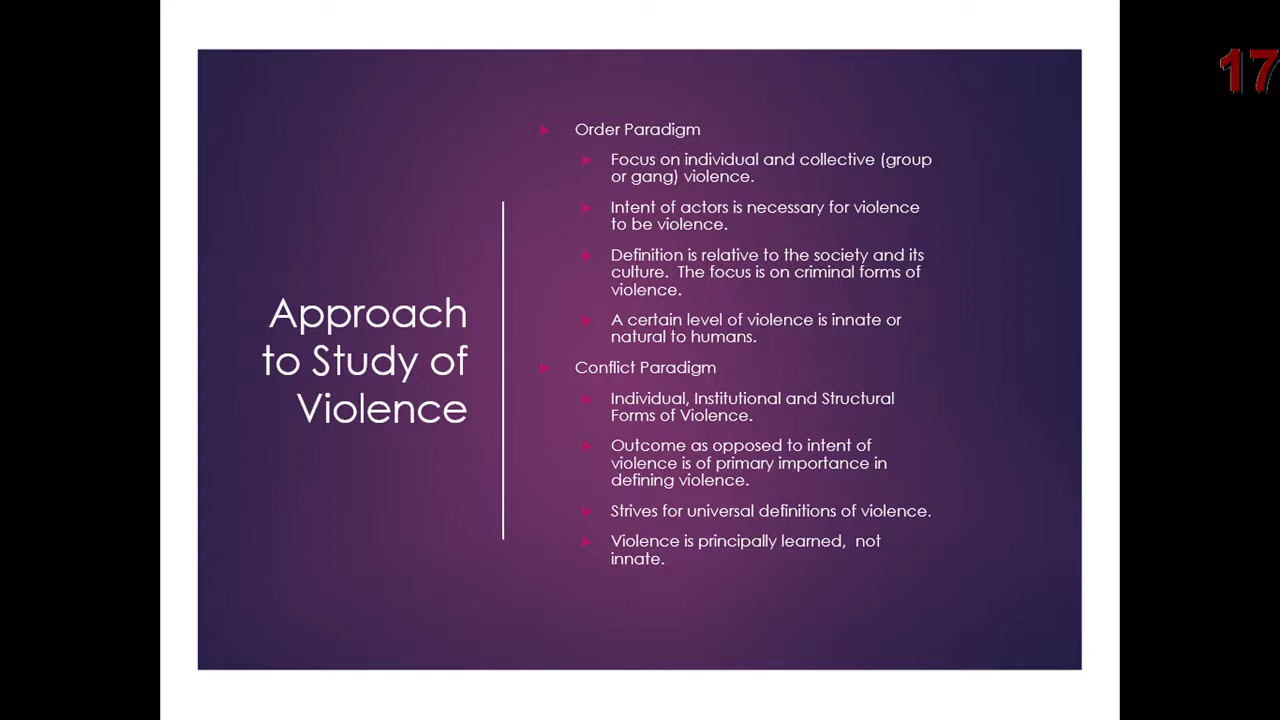 17
Approach
to Study of
Violence
Order Paradigm
Focus on individual and collective (group
or gang) violence.
Intent of actors is necessary for violence
to be violence.
Definition is relative to the society and its
culture.  The focus is on criminal forms of
violence.
A certain level of violence is innate or
natural to humans.
Conflict Paradigm
Individual, Institutional and Structural
Forms of Violence.
Outcome as opposed to intent of
violence is of primary importance in
defining violence.
Strives for universal definitions of violence.
Violence is principally learned,  not
innate.